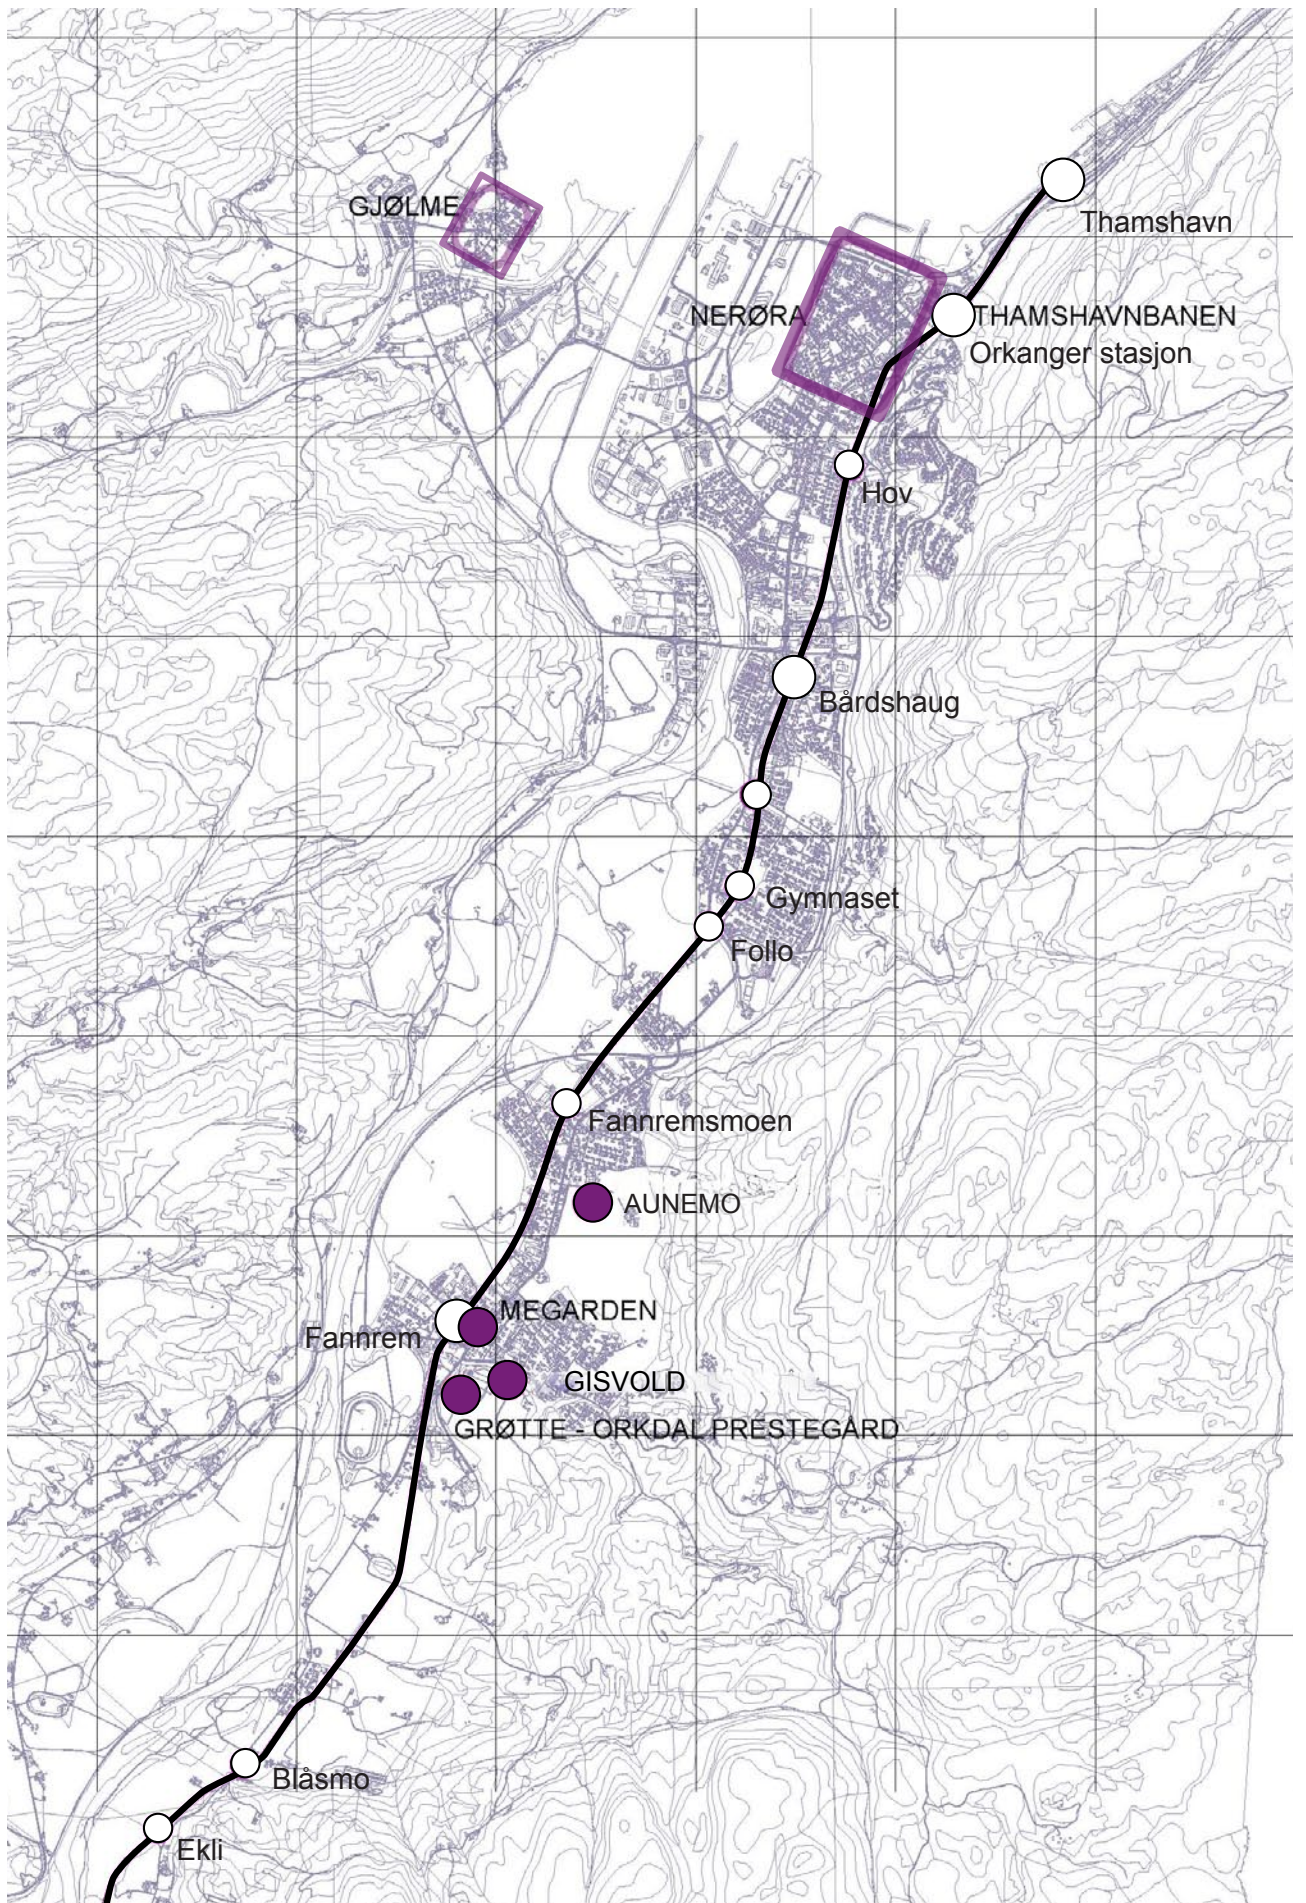 GJØLME
Thamshavn
NERØRA
THAMSHAVNBANEN
Orkanger stasjon
Hov
Bårdshaug
Gymnaset
Follo
Fannremsmoen
AUNEMO
MEGARDEN
Fannrem
GISVOLD
GRØTTE - ORKDAL PRESTEGÅRD
Blåsmo
Ekli